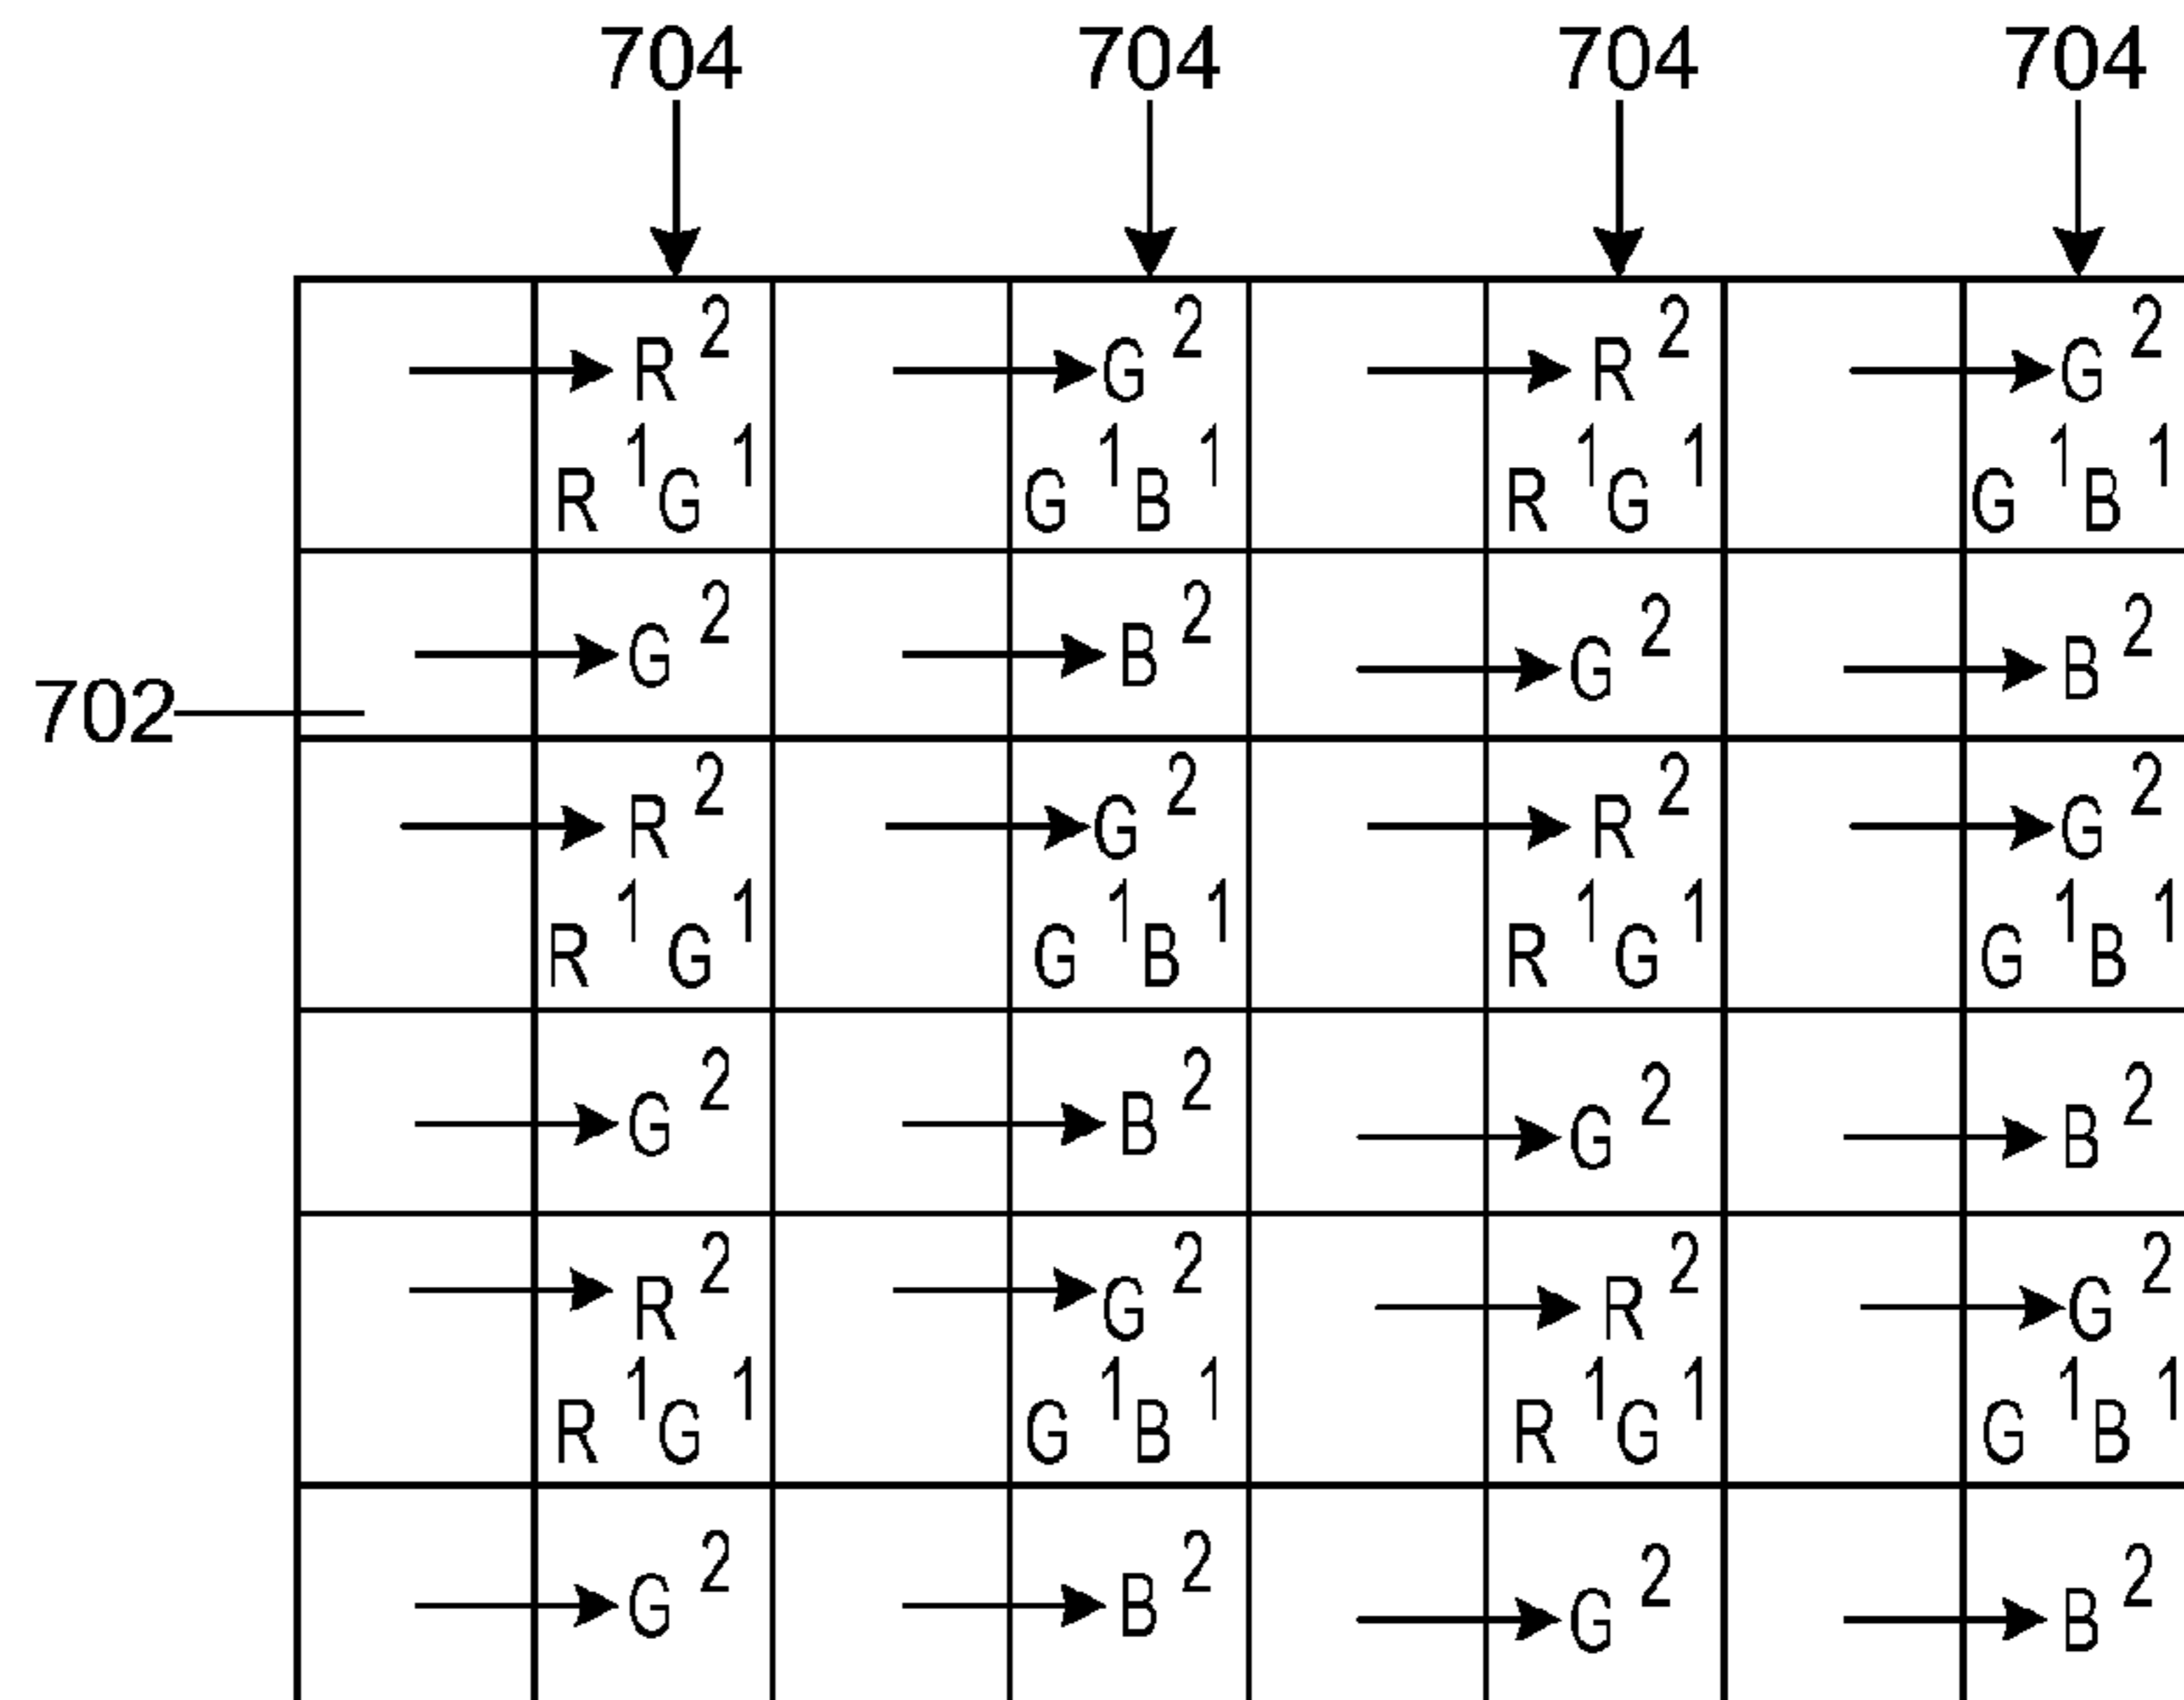 704 704 704 704
R² G² R² G²
R¹G¹ G¹B¹ R¹G¹ G¹B¹
G² B² G² B²
702
R² G² R² G²
R¹G¹ G¹B¹ R¹G¹ G¹B¹
G² B² G² B²
R² G² R² G²
R¹G¹ G¹B¹ R¹G¹ G¹B¹
G² B² G² B²